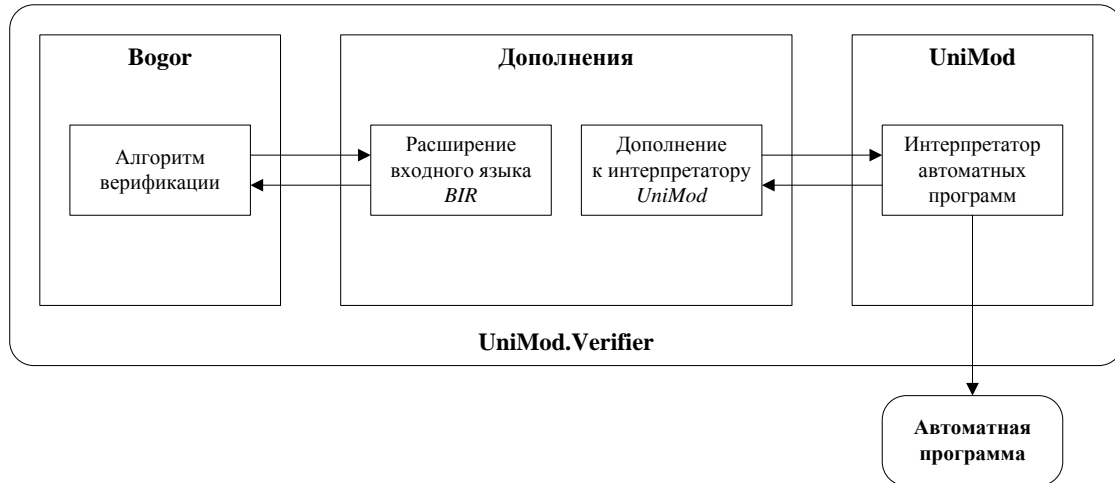 Bogor
Дополнения
UniMod
Алгоритм
верификации
Расширение
входного языка
BIR
Дополнение
к интерпретатору
UniMod
Интерпретатор
автоматных
программ
UniMod.Verifier
Автоматная
программа